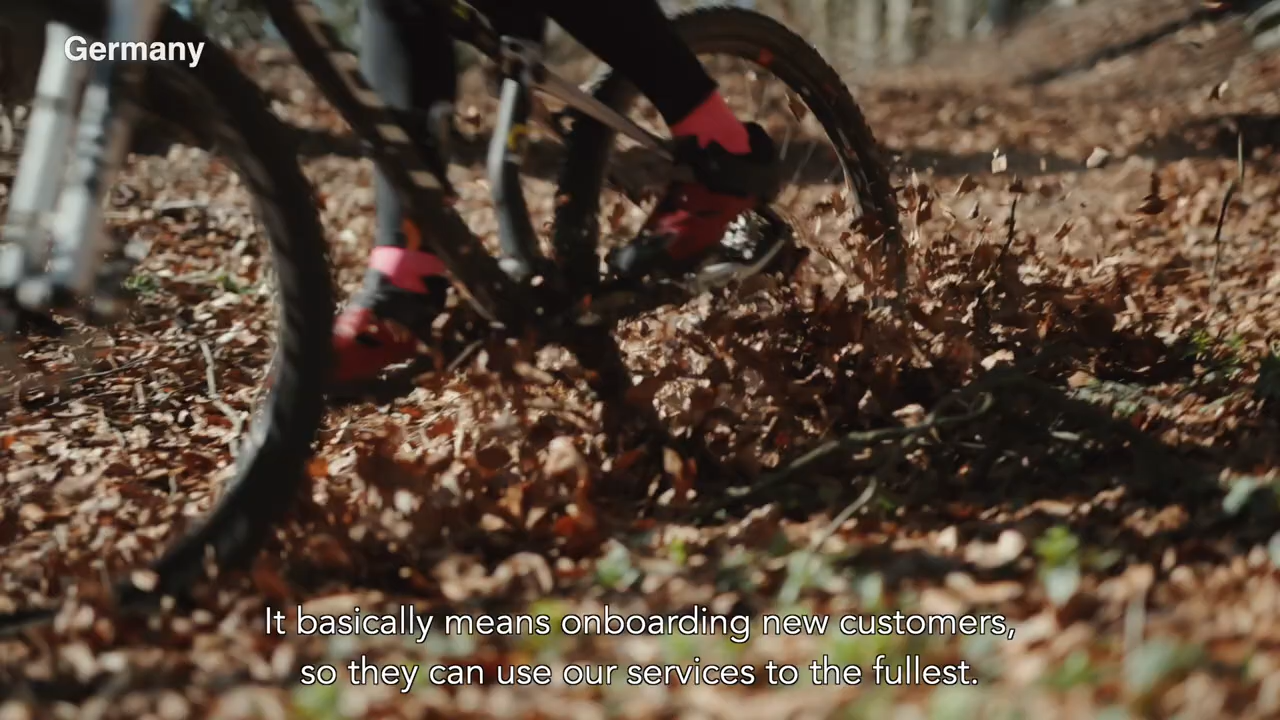 Germany
It basically means onboarding new customers,
so they can use our services to the fullest.